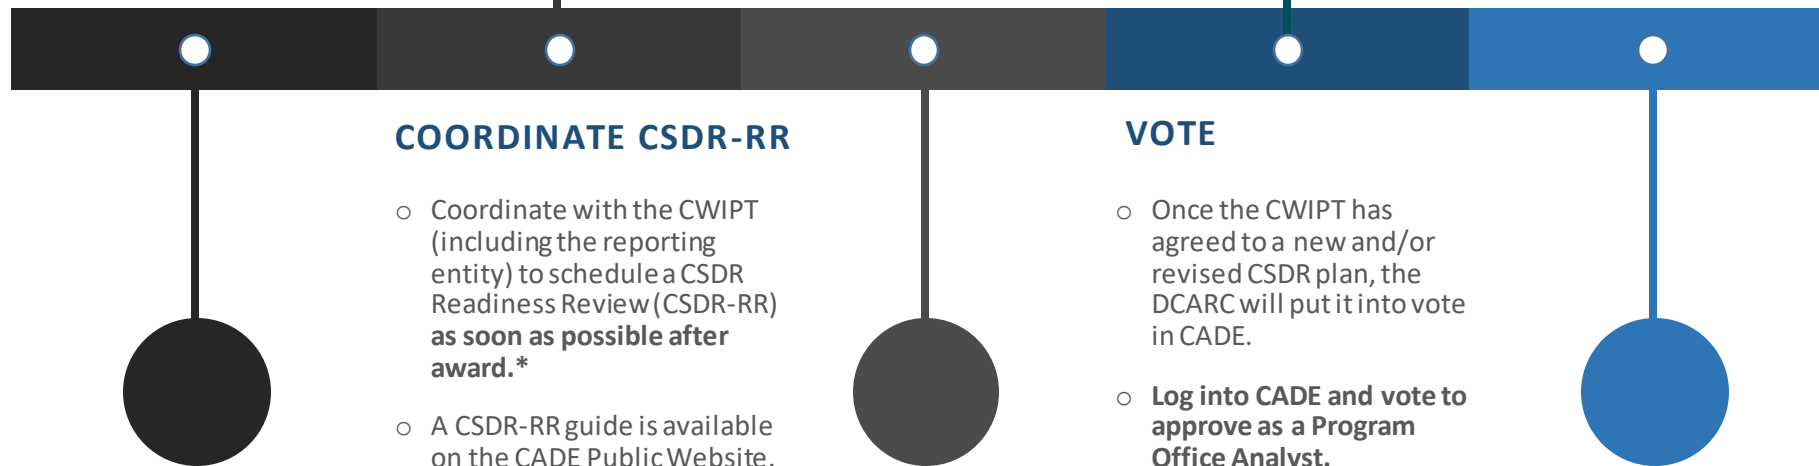 COORDINATE CSDR-RR
○ Coordinate with the CWIPT
(including the reporting
entity) to schedule a CSDR
Readiness Review (CSDR-RR)
as soon as possible after
award.*
○ A CSDR-RR guide is available
on the CADE Public Website.
VOTE
○ Once the CWIPT has
agreed to a new and/or
revised CSDR plan, the
DCARC will put it into vote
in CADE.
○ Log into CADE and vote to
approve as a Program
Office Analyst.